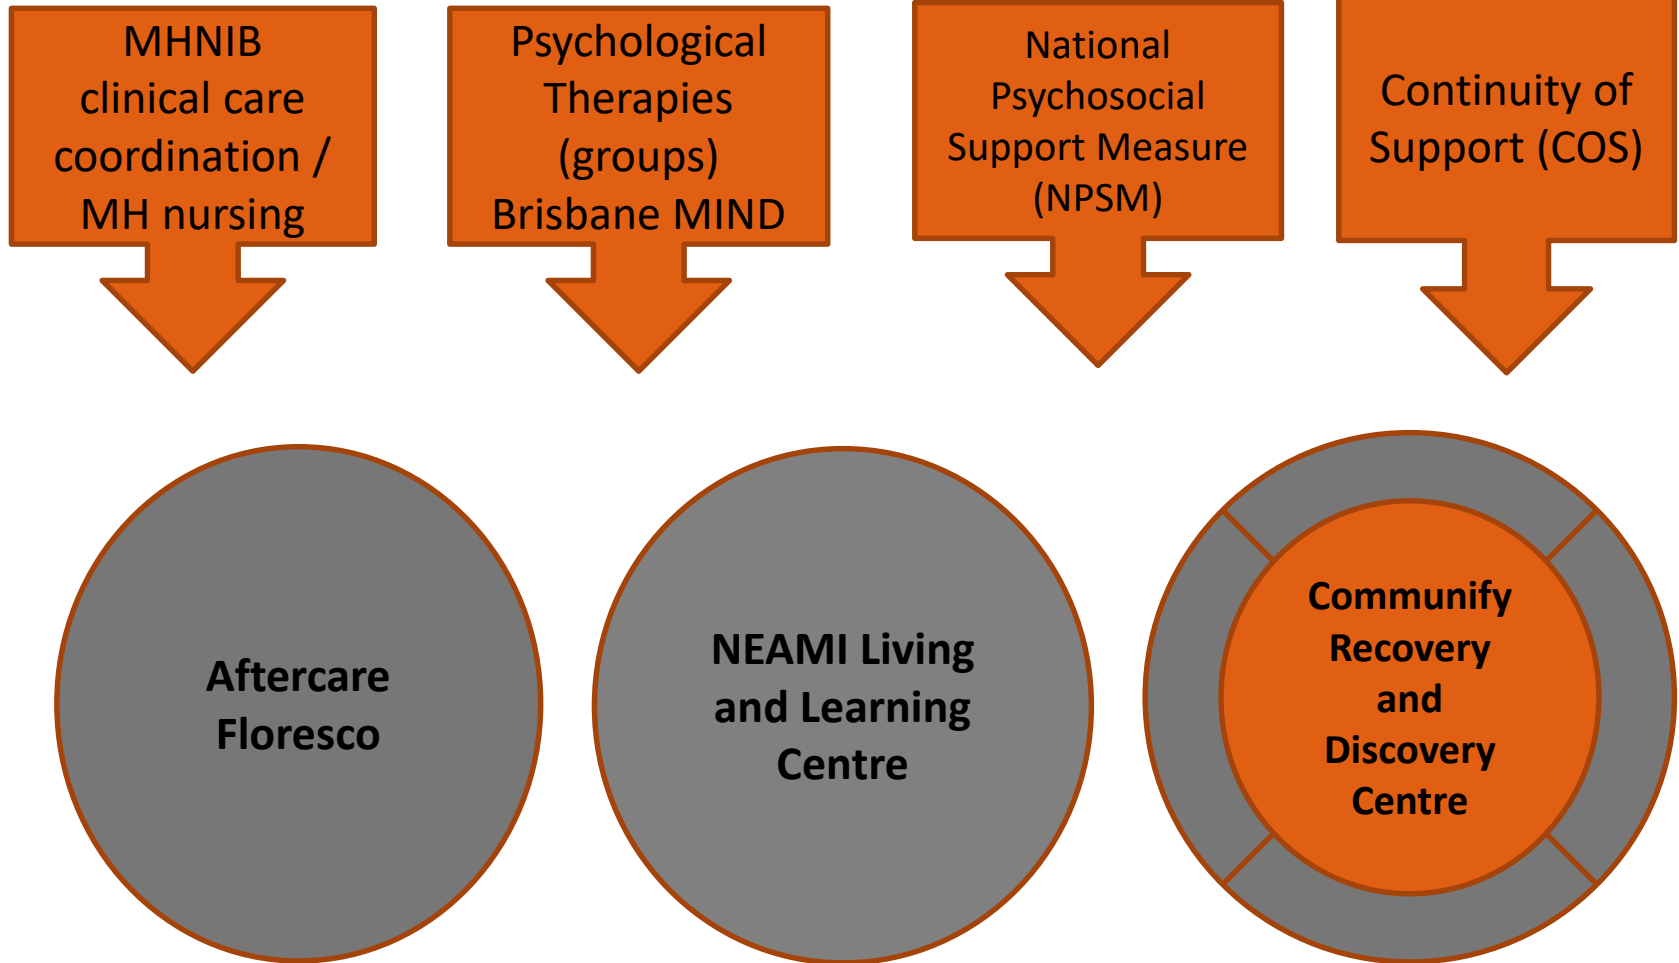 MHNIB
clinical care
coordination /
MH nursing
Psychological
Therapies
(groups)
Brisbane MIND
National
Psychosocial
Support Measure
(NPSM)
Continuity of
Support (COS)
Aftercare
Floresco
NEAMI Living
and Learning
Centre
Communify
Recovery
and
Discovery
Centre